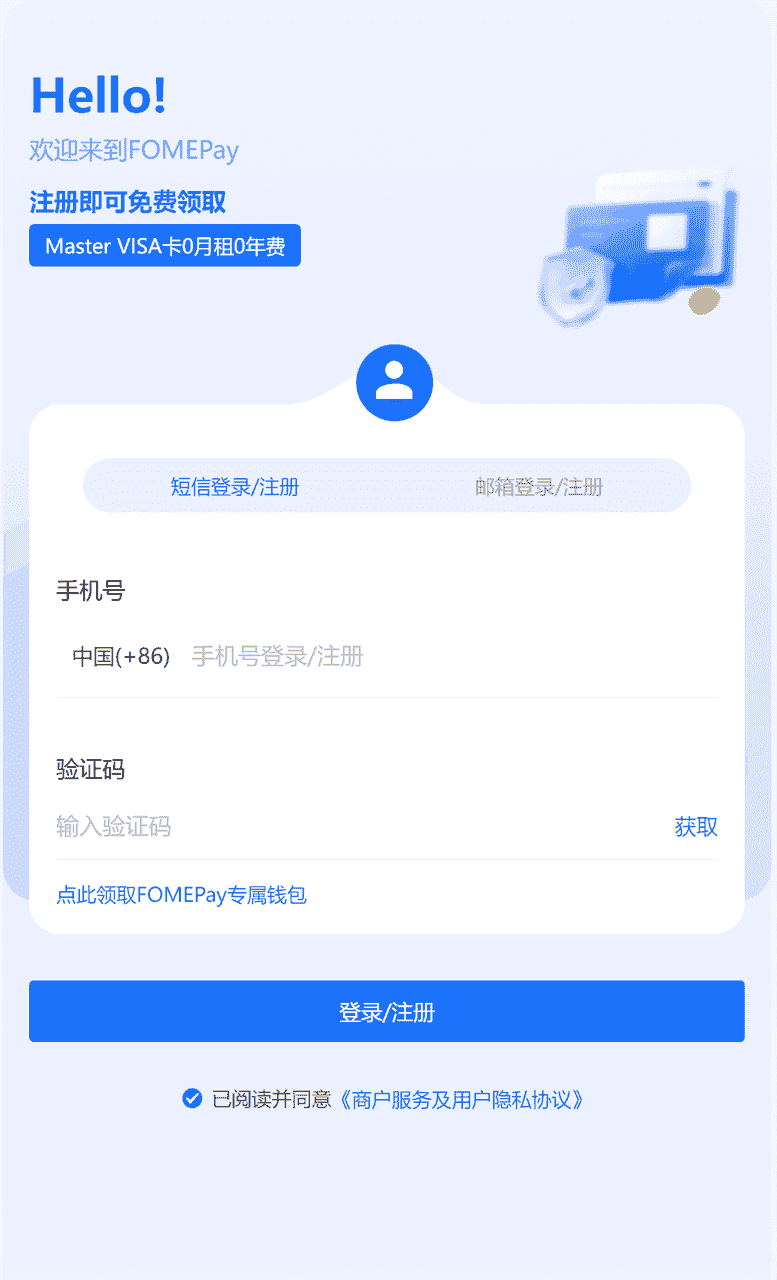 Hello!
欢迎来到FOMEPay
注册即可免费领取
Master VISA卡0月租0年费
短信登录/注册
邮箱登录/注册
手机号
中国(+86) 手机号登录/注册
验证码
输入验证码 获取
点此领取FOMEPay专属钱包
登录/注册
已阅读并同意《商户服务及用户隐私协议》